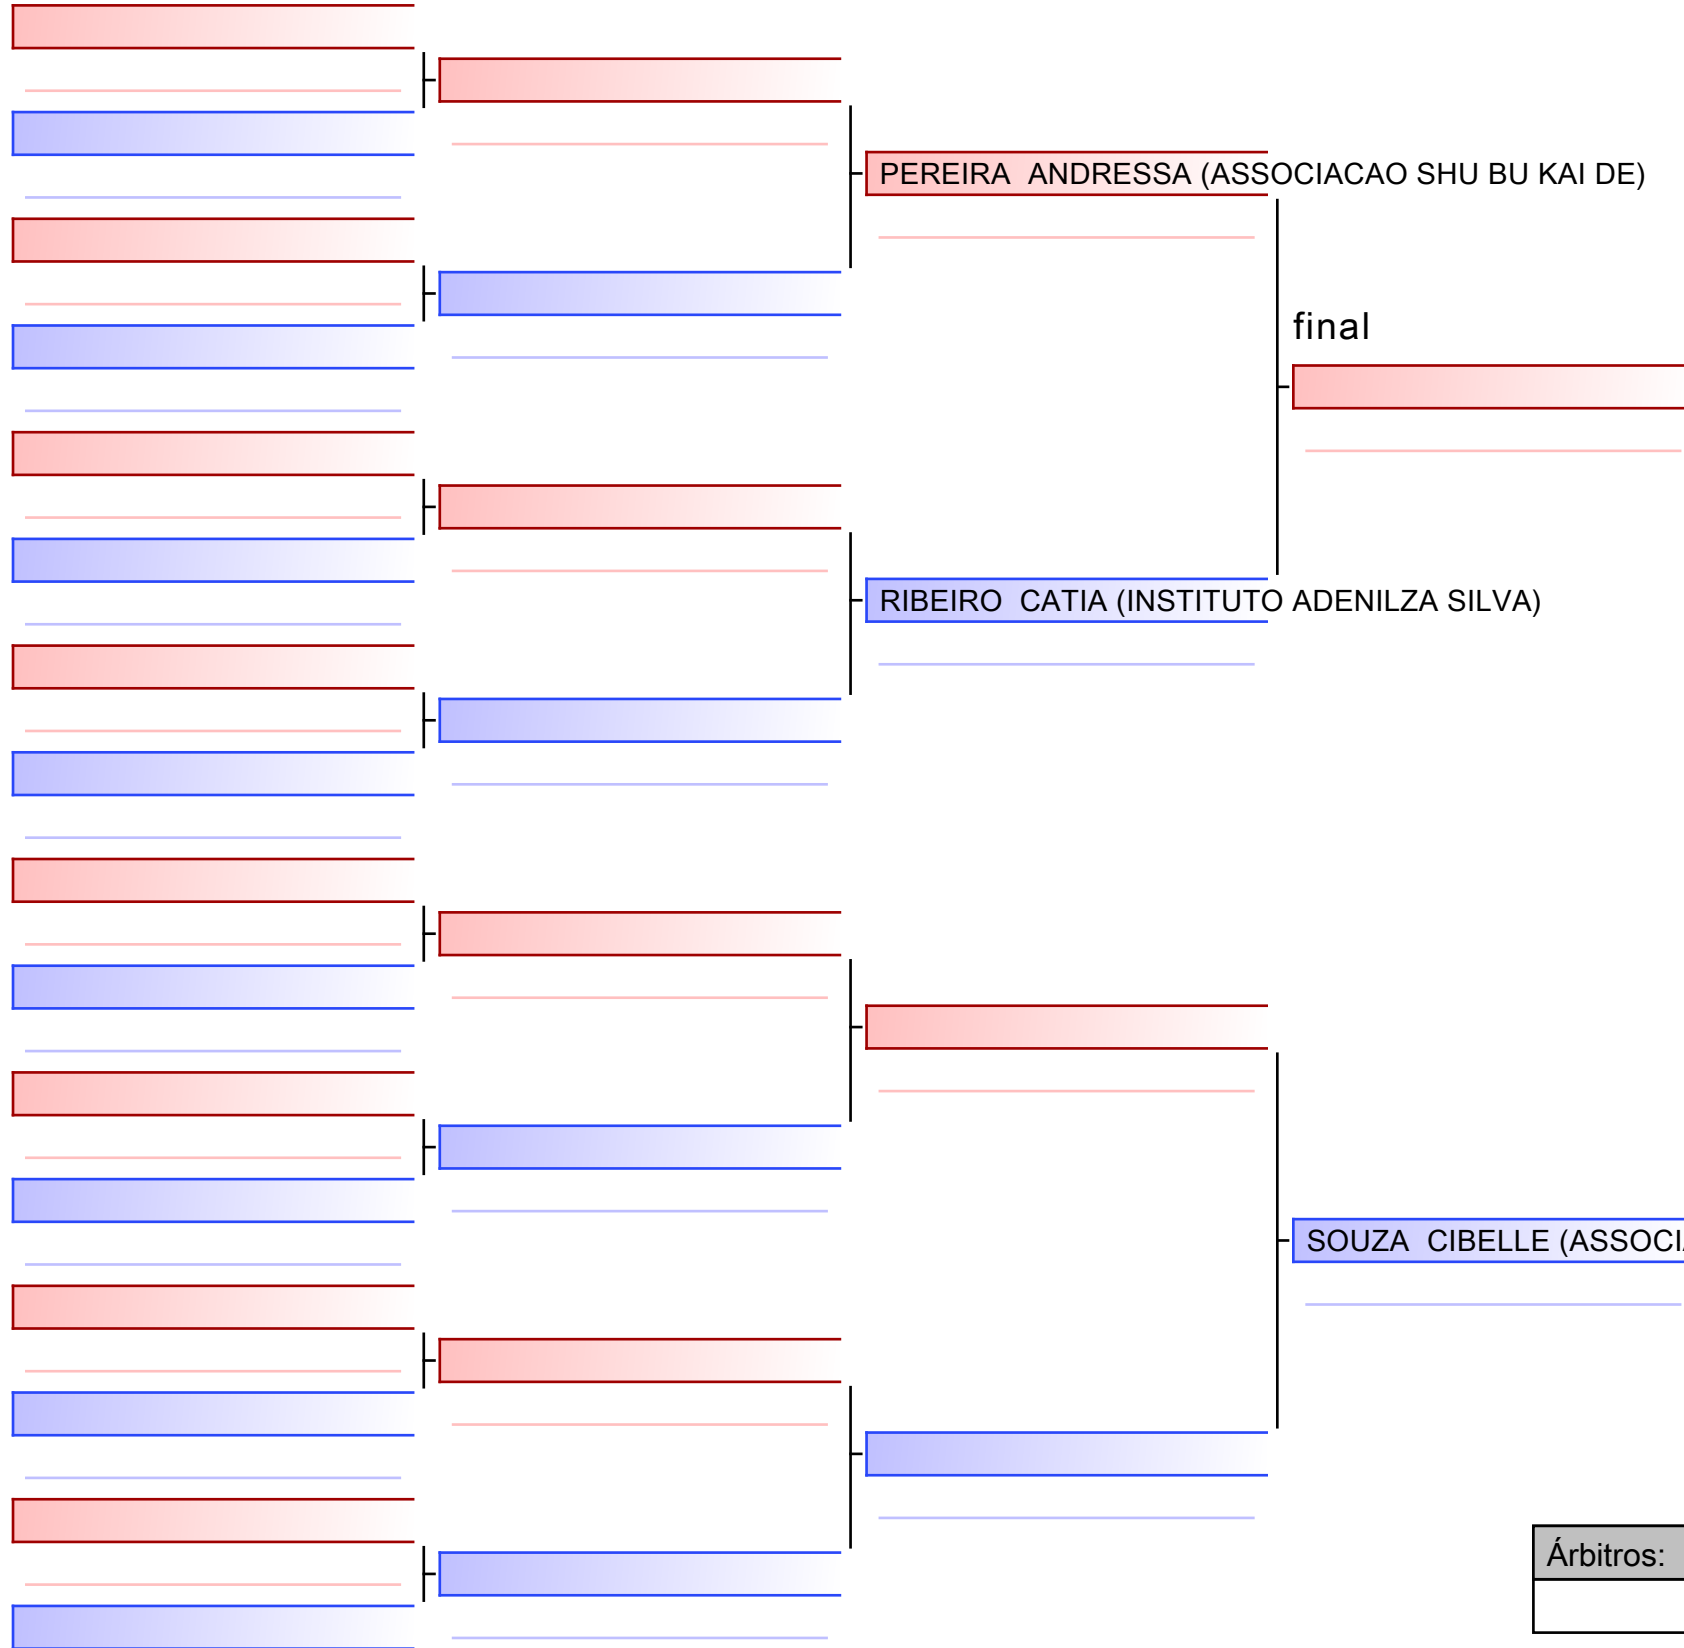 PEREIRA  ANDRESSA (ASSOCIACAO SHU BU KAI DE)
final
RIBEIRO  CATIA (INSTITUTO ADENILZA SILVA)
SOUZA  CIBELLE
Árbitros: